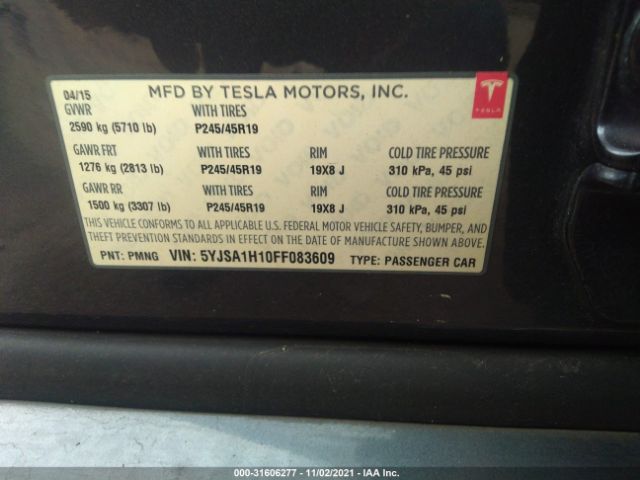 04/15 MFD BY TESLA MOTORS, INC.
GVWR WITH TIRES
2590 kg (5710 lb) P245/45R19
GAWR FRT WITH TIRES RIM COLD TIRE PRESSURE
1276 kg (2813 lb) P245/45R19 19X8 J 310 kPa, 45 psi
GAWR RR WITH TIRES RIM COLD TIRE PRESSURE
1500 kg (3307 lb) P245/45R19 19X8 J 310 kPa, 45 psi
THIS VEHICLE CONFORMS TO ALL APPLICABLE U.S. FEDERAL MOTOR VEHICLE SAFETY, BUMPER, AND
THEFT PREVENTION STANDARDS IN EFFECT ON THE DATE OF MANUFACTURE SHOWN ABOVE.
PNT: PMNG VIN: 5YJSA1H10FF083609 TYPE: PASSENGER CAR
TESLA
000-31606277 - 11/02/2021 - IAA Inc.